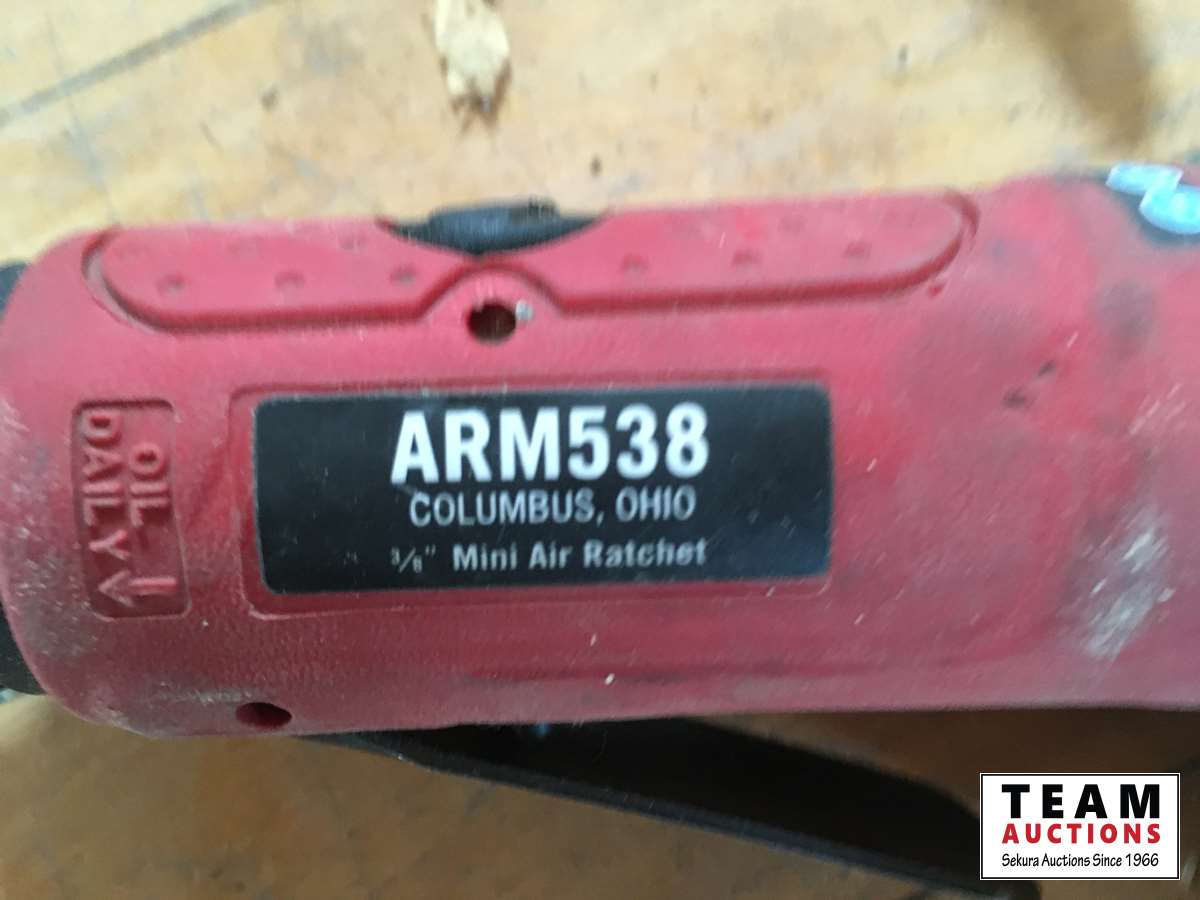 ARM538
COLUMBUS, OHIO
3/8" Mini Air Ratchet
OIL
DAILY
TEAM
AUCTIONS
Sekura Auctions Since 1966